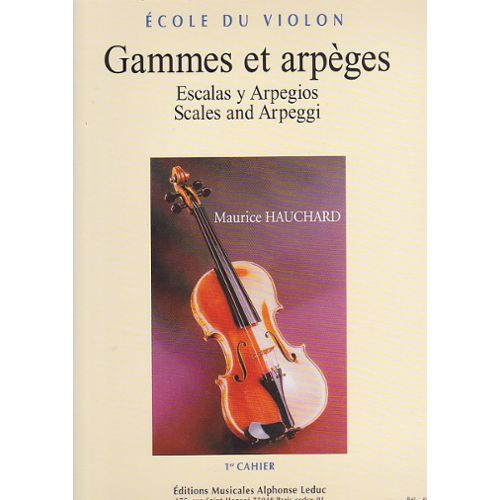 ÉCOLE DU VIOLON
Gammes et arpèges
Escalas y Arpegios
Scales and Arpeggi
Maurice HAUCHARD
1er CAHIER
Éditions Musicales Alphonse Leduc